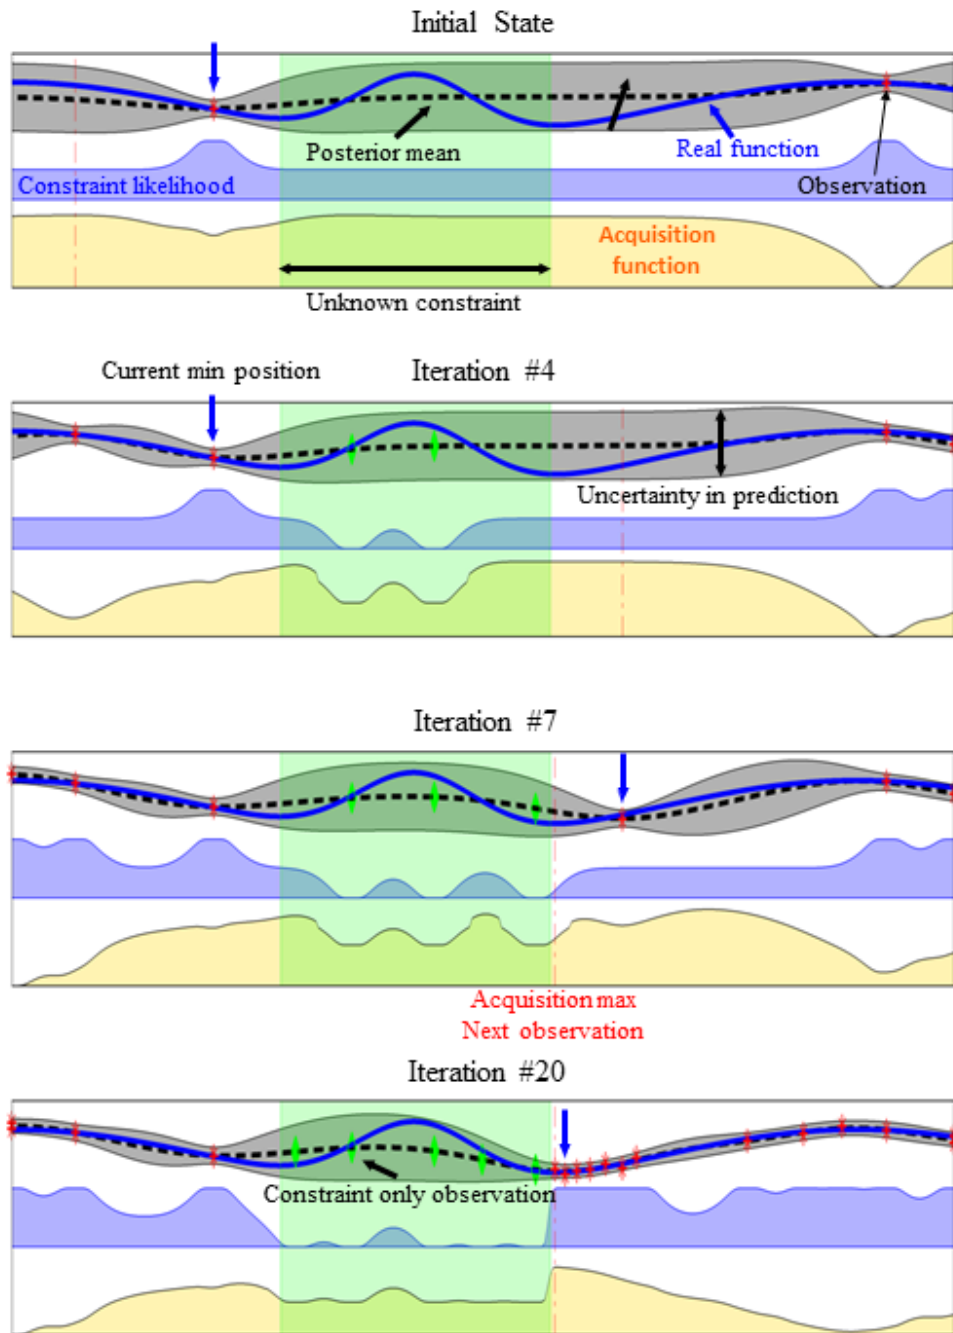 Initial State
Posterior mean
Real function
Constraint likelihood
Observation
Acquisition
function
Unknown constraint
Current min position
Iteration #4
Uncertainty in prediction
Iteration #7
Acquisition max
Next observation
Iteration #20
Constraint only observation